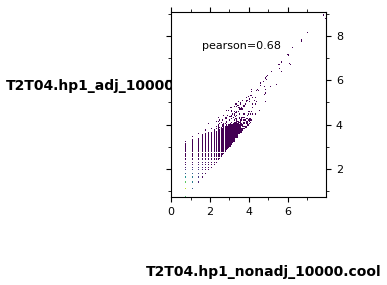 pearson=0.68
8
6
4
2
T2T04.hp1_adj_10000
0 2 4 6
T2T04.hp1_nonadj_10000.cool